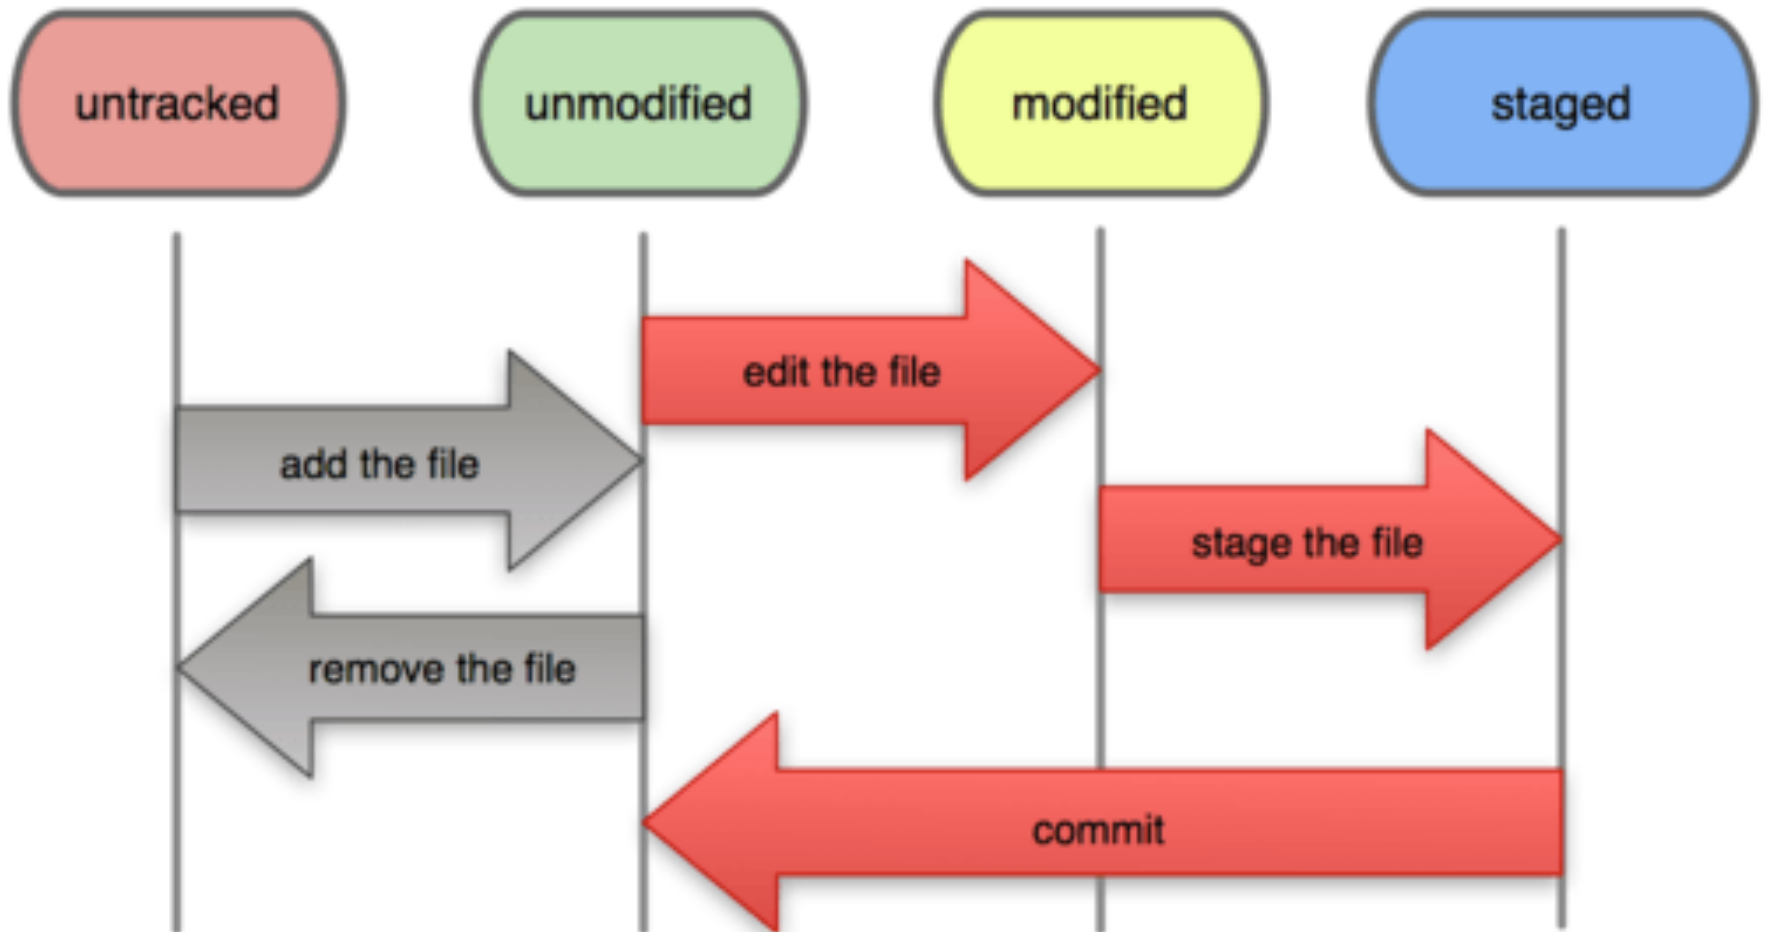 untracked
unmodified
modified
staged
edit the file
add the file
stage the file
remove the file
commit